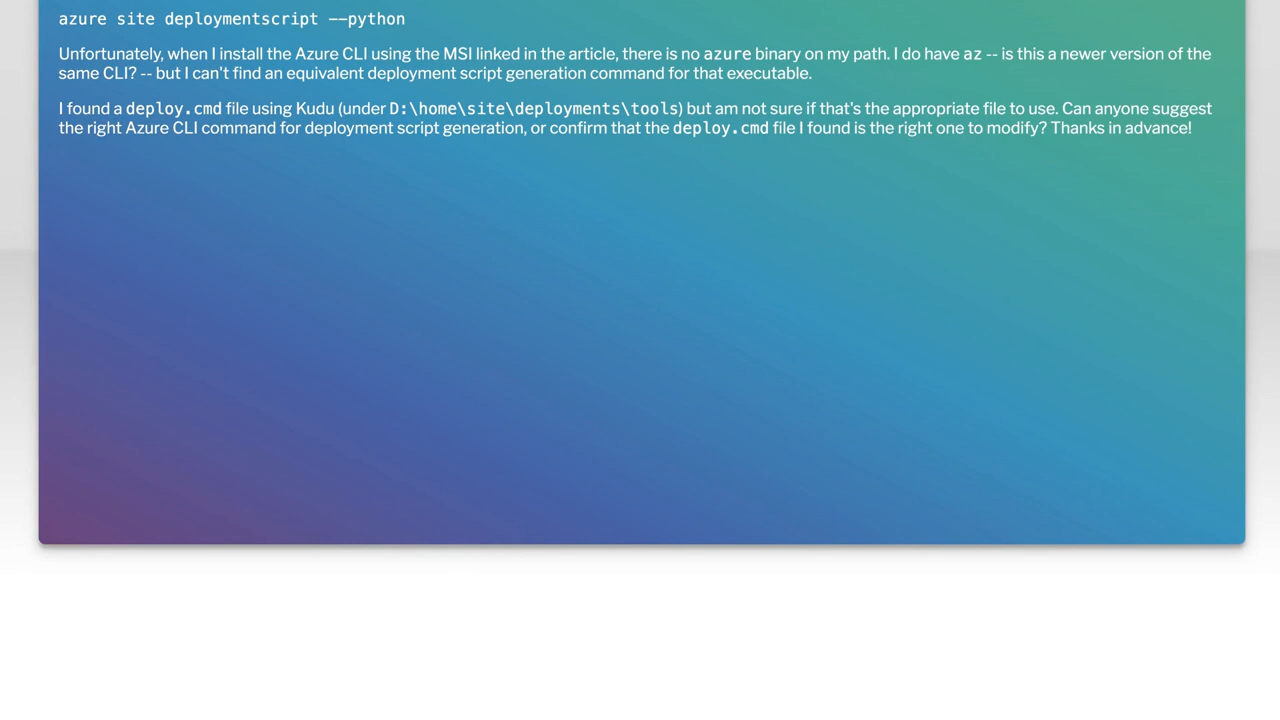 azure site deploymentscript --python
Unfortunately, when I install the Azure CLI using the MSI linked in the article, there is no azure binary on my path. I do have az -- is this a newer version of the
same CLI? -- but I can't find an equivalent deployment script generation command for that executable.
I found a deploy.cmd file using Kudu (under D:\home\site\deployments\tools) but am not sure if that's the appropriate file to use. Can anyone suggest
the right Azure CLI command for deployment script generation, or confirm that the deploy.cmd file I found is the right one to modify? Thanks in advance!